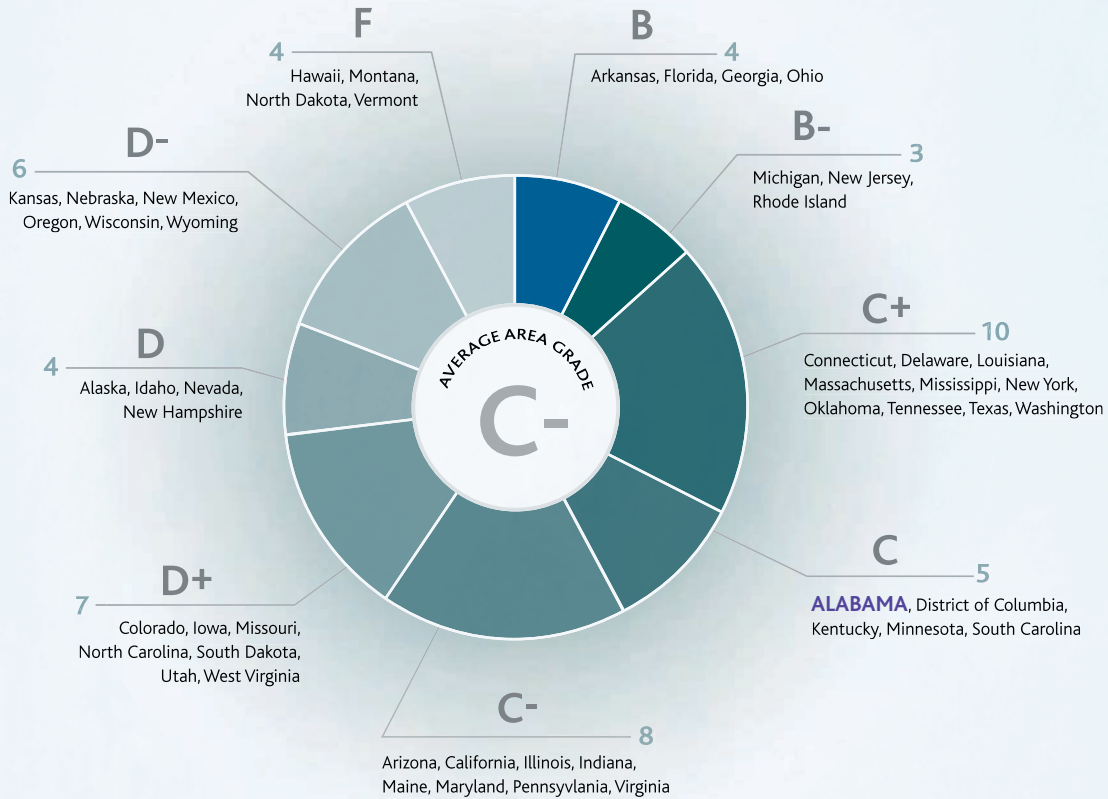 F
4
Hawaii, Montana,
North Dakota, Vermont
B
4
Arkansas, Florida, Georgia, Ohio
B-
3
Michigan, New Jersey,
Rhode Island
C+
10
Connecticut, Delaware, Louisiana,
Massachusetts, Mississippi, New York,
Oklahoma, Tennessee, Texas, Washington
C
5
ALABAMA, District of Columbia,
Kentucky, Minnesota, South Carolina
C-
8
Arizona, California, Illinois, Indiana,
Maine, Maryland, Pennsyvlania, Virginia
D+
7
Colorado, Iowa, Missouri,
North Carolina, South Dakota,
Utah, West Virginia
D
4
Alaska, Idaho, Nevada,
New Hampshire
D-
6
Kansas, Nebraska, New Mexico,
Oregon, Wisconsin, Wyoming
AVERAGE AREA GRADE
C-